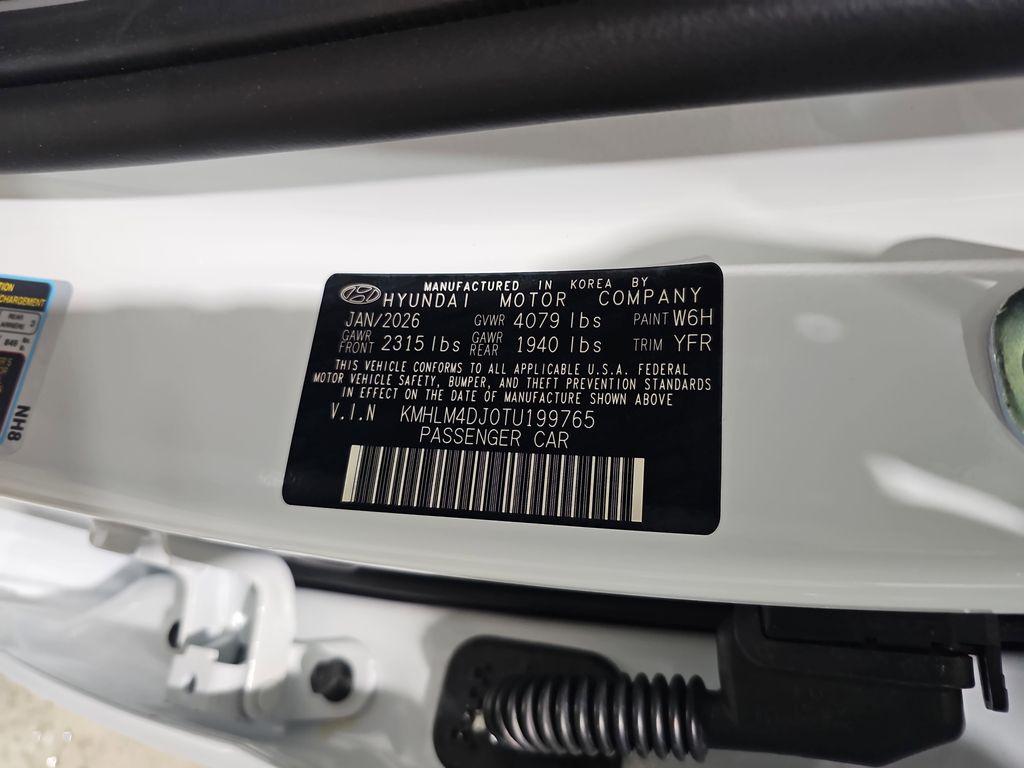 MANUFACTURED IN KOREA BY
HYUNDAI MOTOR COMPANY
JAN/2026 GVWR 4079 lbs PAINT W6H
GAWR FRONT 2315 lbs GAWR REAR 1940 lbs TRIM YFR
THIS VEHICLE CONFORMS TO ALL APPLICABLE U.S.A. FEDERAL
MOTOR VEHICLE SAFETY, BUMPER, AND THEFT PREVENTION STANDARDS
IN EFFECT ON THE DATE OF MANUFACTURE SHOWN ABOVE
V.I.N KMHLM4DJ0TU199765
PASSENGER CAR
REAR
NH8